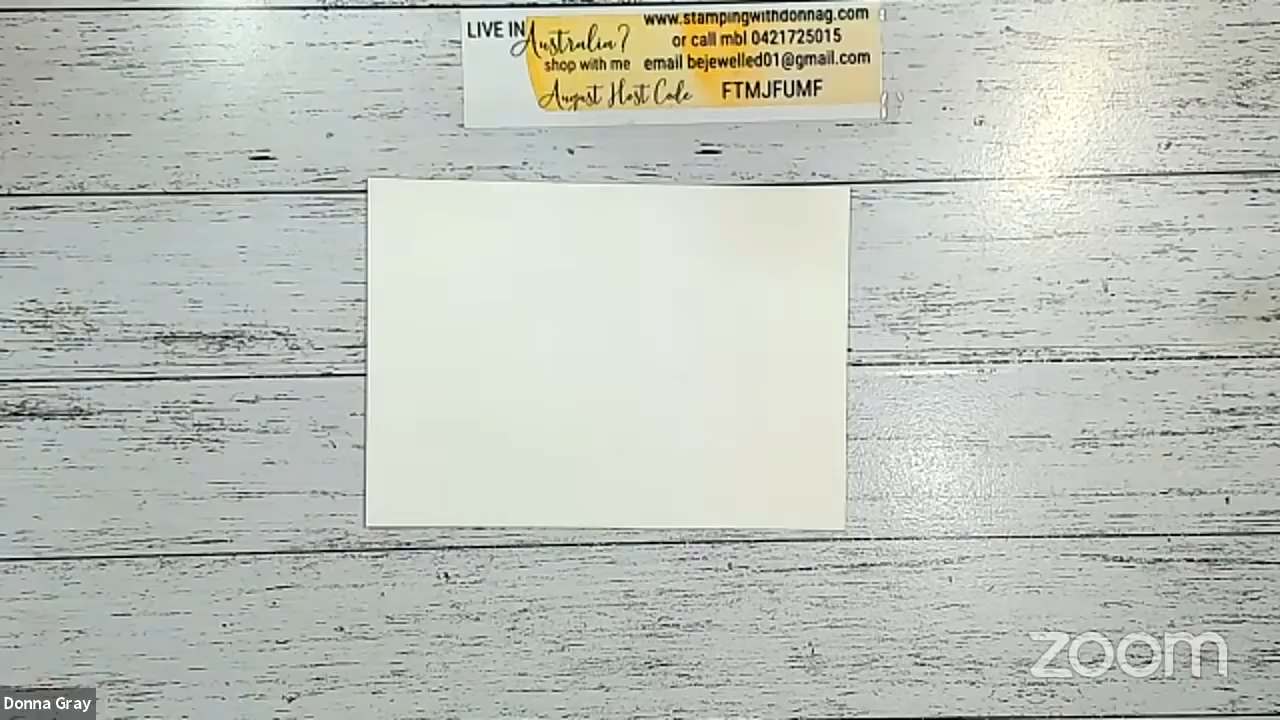 LIVE IN Australia?
shop with me
August Host Code FTMJFUMF
www.stampingwithdonnag.com
or call mbl 0421725015
email bejewelled01@gmail.com
zoom
Donna Gray